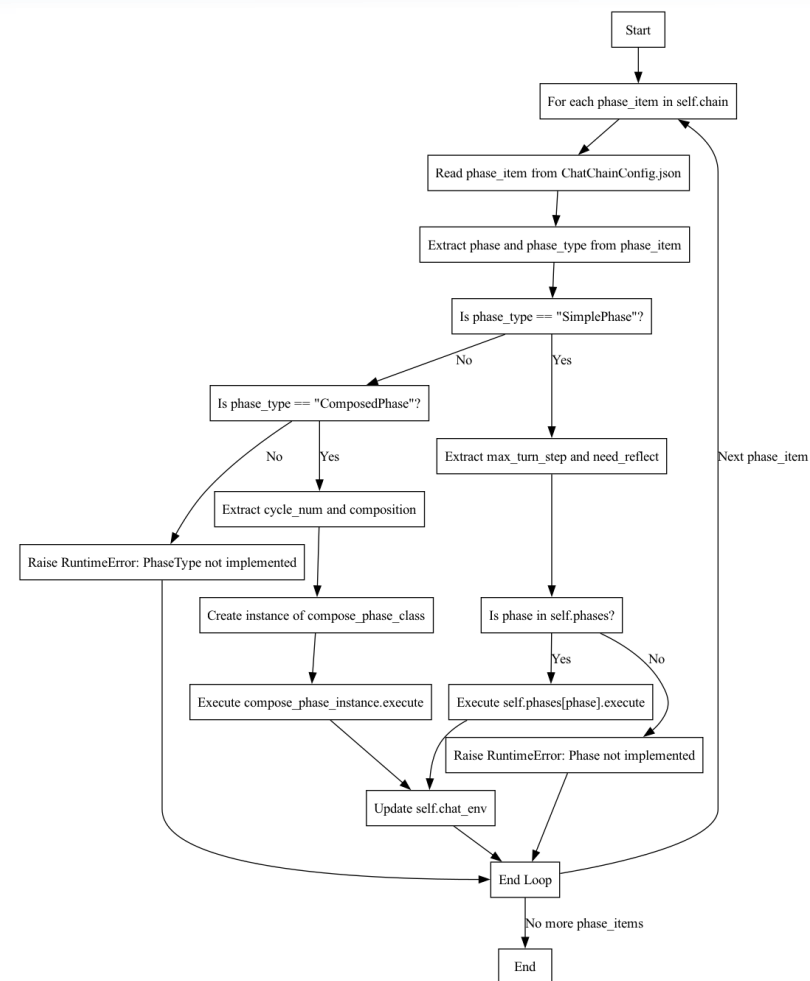 Start
For each phase_item in self.chain
Read phase_item from ChatChainConfig.json
Extract phase and phase_type from phase_item
Is phase_type == "SimplePhase"?
No
Yes
Is phase_type == "ComposedPhase"?
No
Yes
Extract max_turn_step and need_reflect
Next phase_item
Extract cycle_num and composition
Raise RuntimeError: PhaseType not implemented
Create instance of compose_phase_class
Is phase in self.phases?
Yes
No
Execute compose_phase_instance.execute
Execute self.phases[phase].execute
Raise RuntimeError: Phase not implemented
Update self.chat_env
End Loop
No more phase_items
End